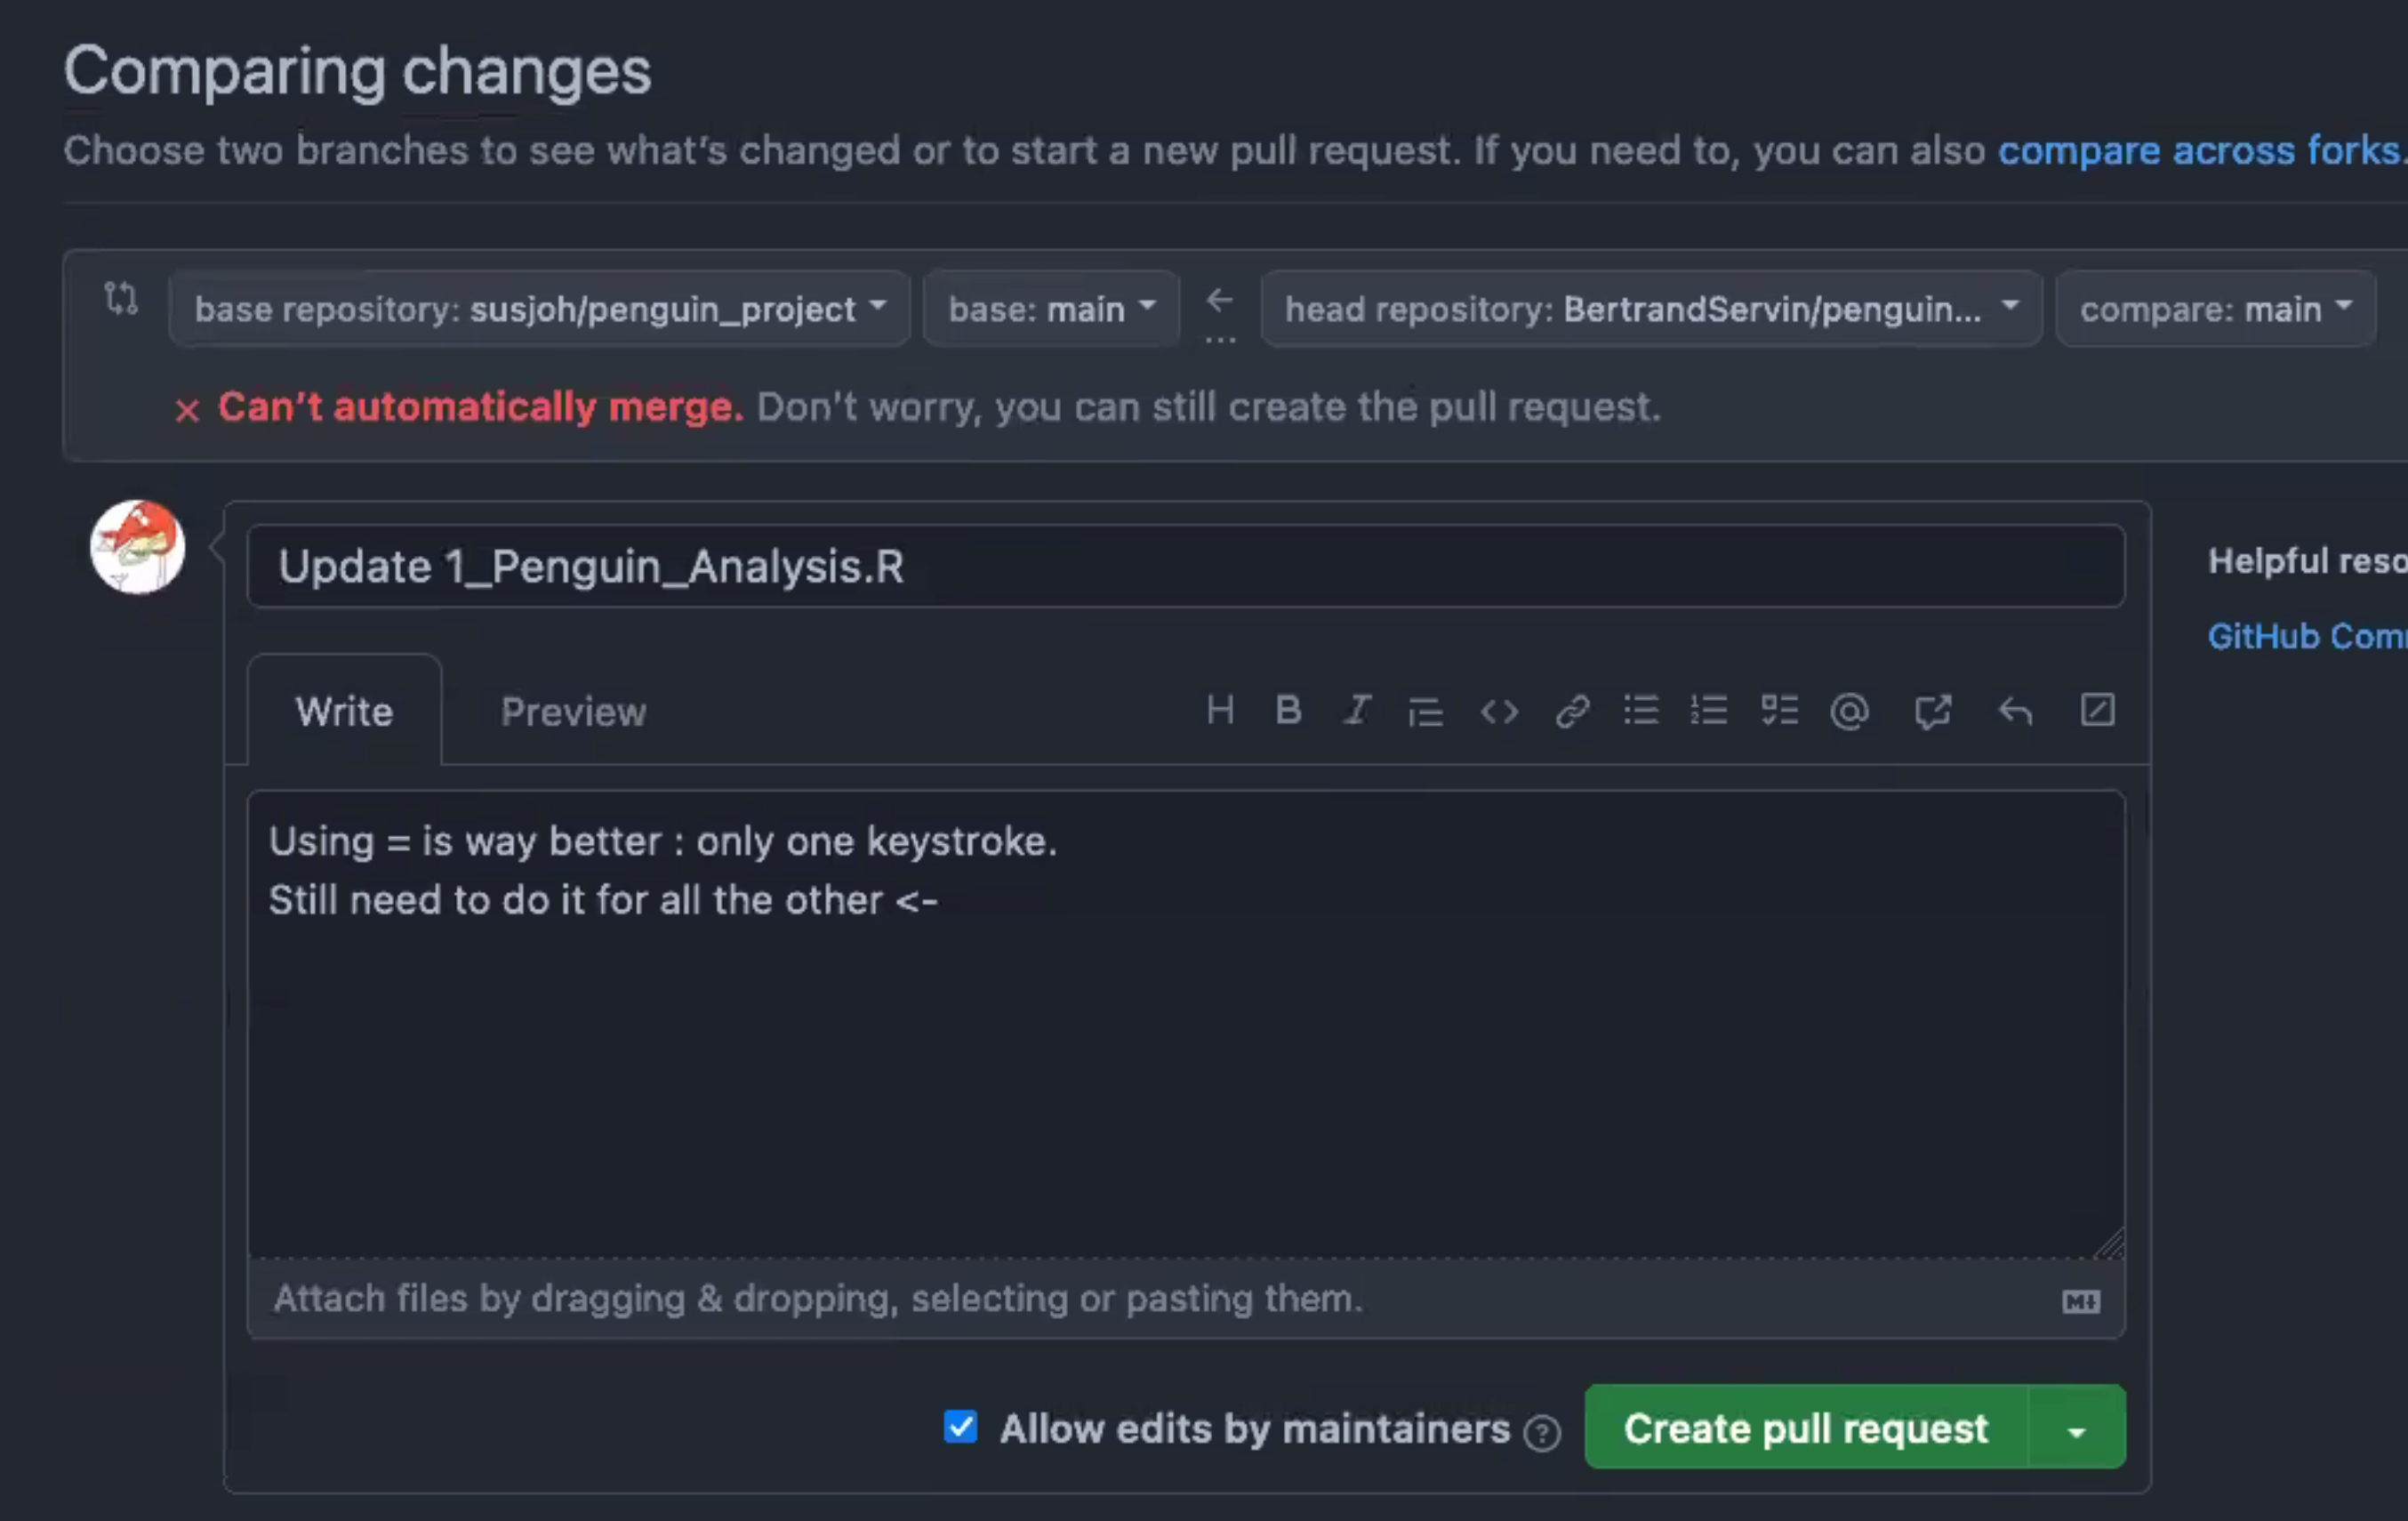 Comparing changes
Choose two branches to see what's changed or to start a new pull request. If you need to, you can also compare across forks.
base repository: susjoh/penguin_project base: main ← head repository: BertrandServin/penguin... compare: main
...
× Can't automatically merge. Don't worry, you can still create the pull request.
Update 1_Penguin_Analysis.R
Helpful reso
GitHub Com
Write Preview
Using = is way better : only one keystroke.
Still need to do it for all the other <-
Attach files by dragging & dropping, selecting or pasting them.
Allow edits by maintainers ? Create pull request